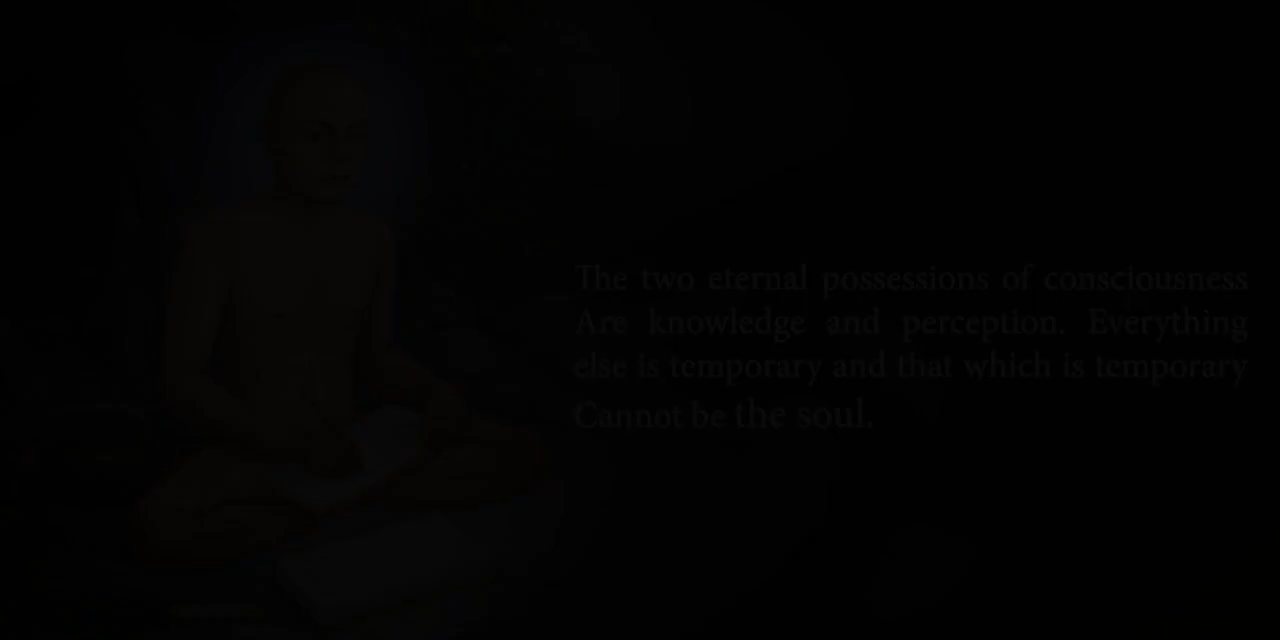 The two eternal possessions of consciousness
Are knowledge and perception. Everything
else is temporary and that which is temporary
Cannot be the soul.